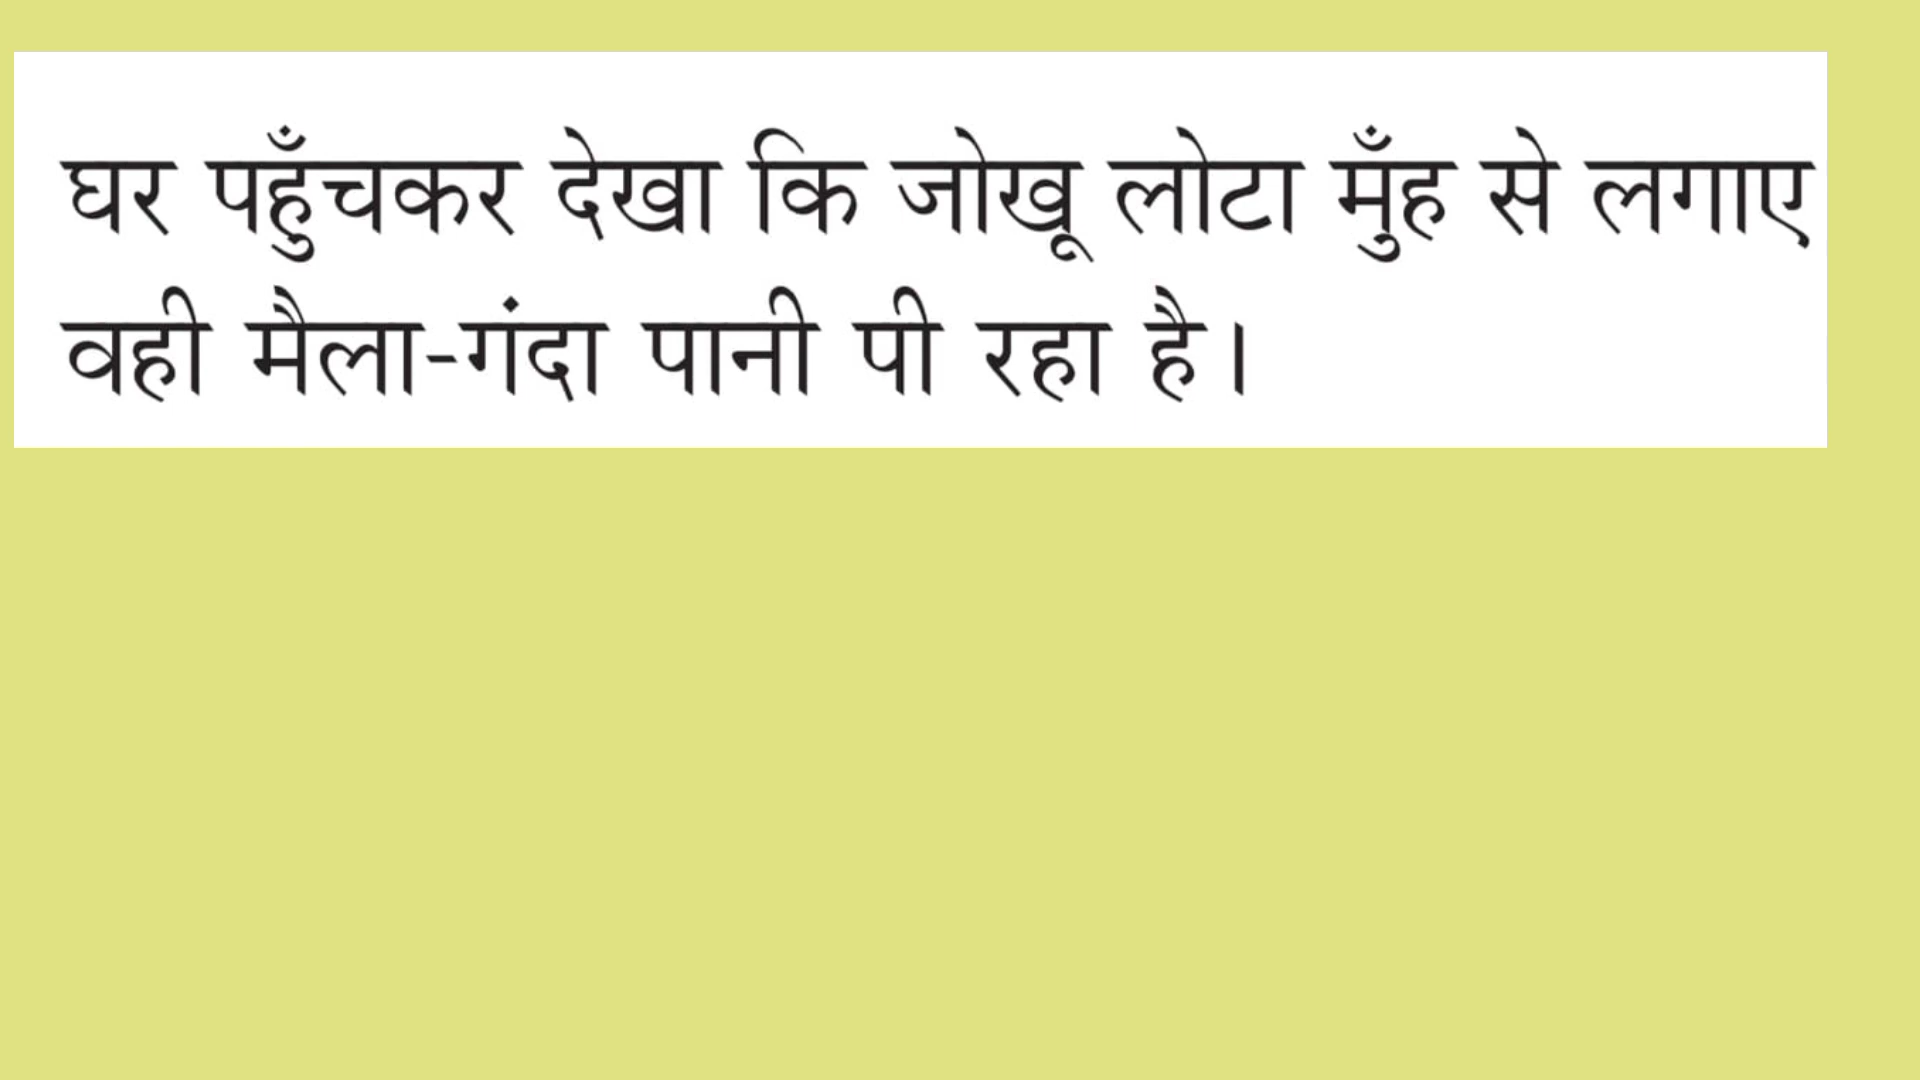 घर पहुँचकर देखा कि जोखू लोटा मुँह से लगाए
वही मैला-गंदा पानी पी रहा है।